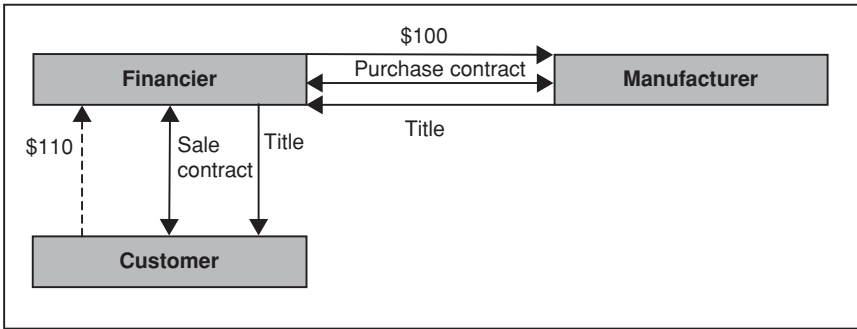 $100
Financier
Purchase contract
Manufacturer
Title
$110
Sale
contract
Title
Customer